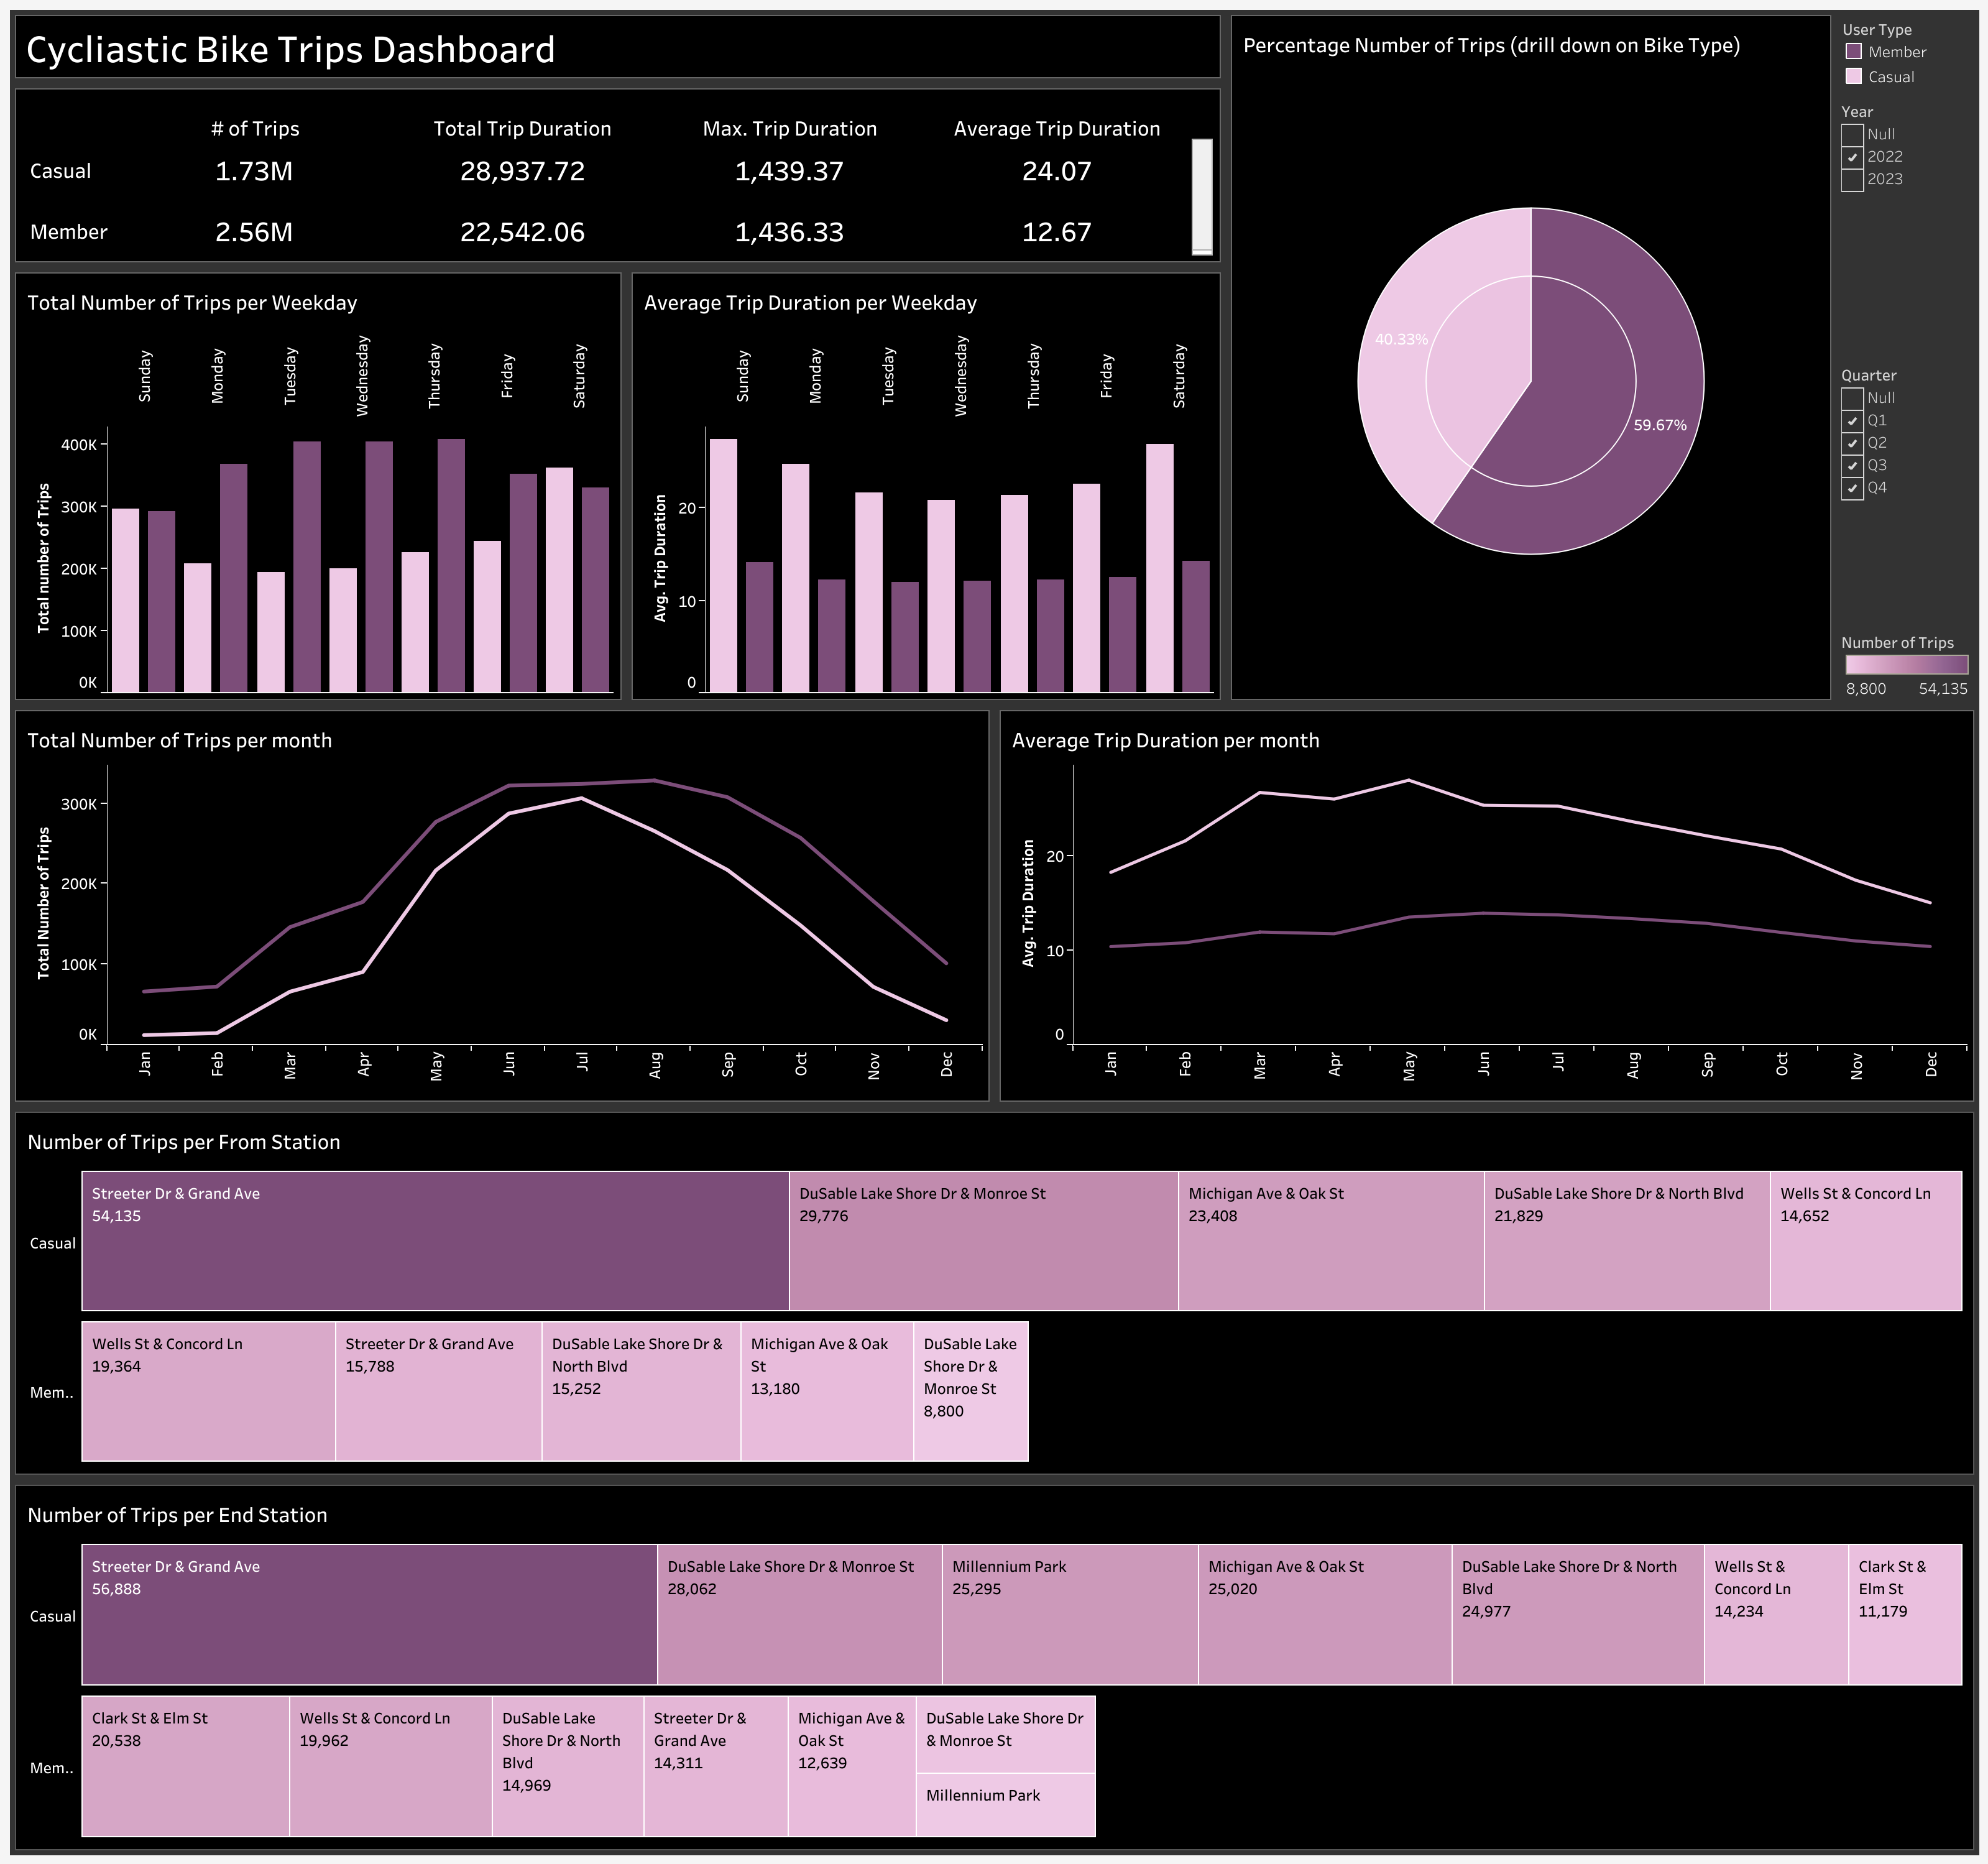 Cycliastic Bike Trips Dashboard
# of Trips
Total Trip Duration
Max. Trip Duration
Average Trip Duration
Casual
1.73M
28,937.72
1,439.37
24.07
Member
2.56M
22,542.06
1,436.33
12.67
Percentage Number of Trips (drill down on Bike Type)
40.33%
59.67%
User Type
Member
Casual
Year
Null
2022
2023
Quarter
Null
Q1
Q2
Q3
Q4
Number of Trips
8,800
54,135
Total Number of Trips per Weekday
Sunday
Monday
Tuesday
Wednesday
Thursday
Friday
Saturday
Total number of Trips
400K
300K
200K
100K
0K
Average Trip Duration per Weekday
Sunday
Monday
Tuesday
Wednesday
Thursday
Friday
Saturday
Avg. Trip Duration
20
10
0
Total Number of Trips per month
Total Number of Trips
300K
200K
100K
0K
Jan
Feb
Mar
Apr
May
Jun
Jul
Aug
Sep
Oct
Nov
Dec
Average Trip Duration per month
Avg. Trip Duration
20
10
0
Jan
Feb
Mar
Apr
May
Jun
Jul
Aug
Sep
Oct
Nov
Dec
Number of Trips per From Station
Casual
Streeter Dr & Grand Ave
54,135
DuSable Lake Shore Dr & Monroe St
29,776
Michigan Ave & Oak St
23,408
DuSable Lake Shore Dr & North Blvd
21,829
Wells St & Concord Ln
14,652
Mem..
Wells St & Concord Ln
19,364
Streeter Dr & Grand Ave
15,788
DuSable Lake Shore Dr &
North Blvd
15,252
Michigan Ave & Oak
St
13,180
DuSable Lake
Shore Dr &
Monroe St
8,800
Number of Trips per End Station
Casual
Streeter Dr & Grand Ave
56,888
DuSable Lake Shore Dr & Monroe St
28,062
Millennium Park
25,295
Michigan Ave & Oak St
25,020
DuSable Lake Shore Dr & North
Blvd
24,977
Wells St &
Concord Ln
14,234
Clark St &
Elm St
11,179
Mem..
Clark St & Elm St
20,538
Wells St & Concord Ln
19,962
DuSable Lake
Shore Dr & North
Blvd
14,969
Streeter Dr &
Grand Ave
14,311
Michigan Ave &
Oak St
12,639
DuSable Lake Shore Dr
& Monroe St
Millennium Park